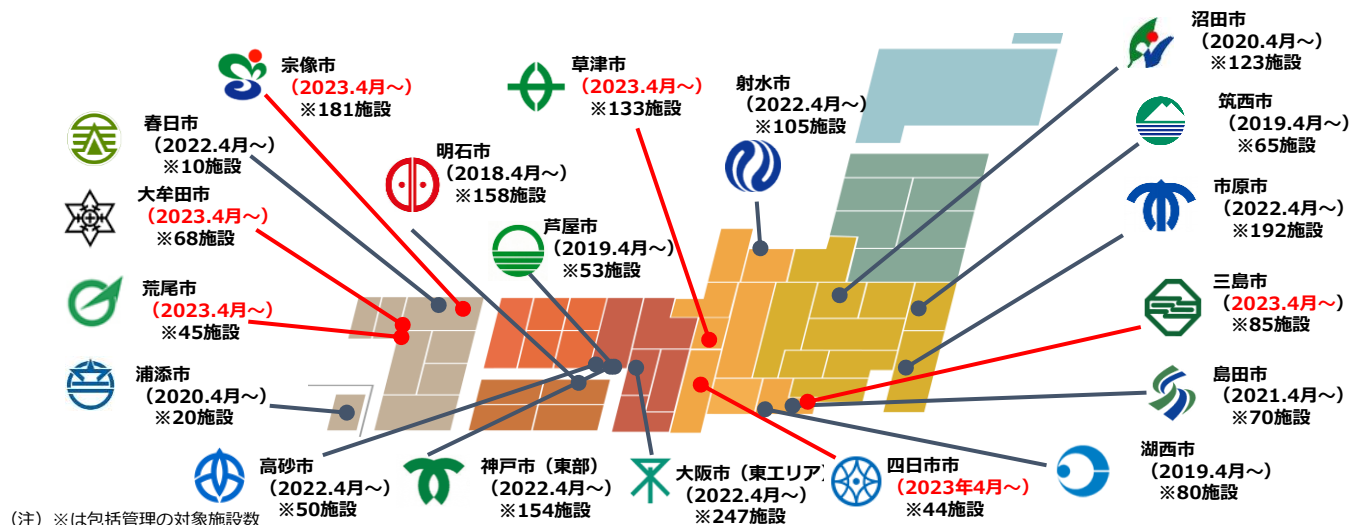 宗像市
(2023.4月～)
※181施設
草津市
(2023.4月～)
※133施設
射水市
(2022.4月～)
※105施設
沼田市
(2020.4月～)
※123施設
春日市
(2022.4月～)
※10施設
明石市
(2018.4月～)
※158施設
筑西市
(2019.4月～)
※65施設
大牟田市
(2023.4月～)
※68施設
芦屋市
(2019.4月～)
※53施設
市原市
(2022.4月～)
※192施設
荒尾市
(2023.4月～)
※45施設
三島市
(2023.4月～)
※85施設
浦添市
(2020.4月～)
※20施設
島田市
(2021.4月～)
※70施設
高砂市
(2022.4月～)
※50施設
神戸市（東部）
(2022.4月～)
※154施設
大阪市（東エリア）
(2022.4月～)
※247施設
四日市市
(2023年4月～)
※44施設
湖西市
(2019.4月～)
※80施設
（注）※は包括管理の対象施設数